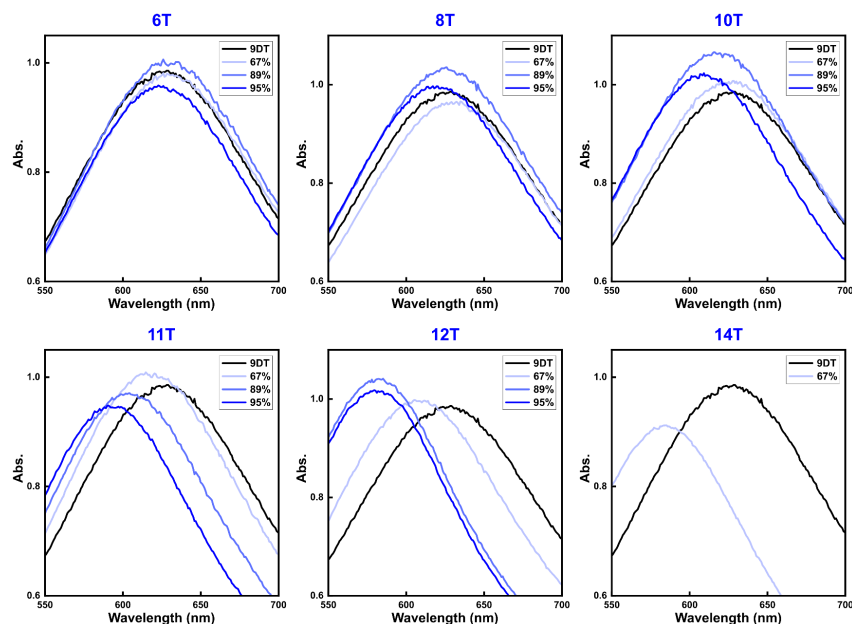 6T
9DT
67%
89%
95%
1.0
0.8
0.6
Abs.
550 600 650 700
Wavelength (nm)
8T
9DT
67%
89%
95%
1.0
0.8
0.6
Abs.
550 600 650 700
Wavelength (nm)
10T
9DT
67%
89%
95%
1.0
0.8
0.6
Abs.
550 600 650 700
Wavelength (nm)
11T
9DT
67%
89%
95%
1.0
0.8
0.6
Abs.
550 600 650 700
Wavelength (nm)
12T
9DT
67%
89%
95%
1.0
0.8
0.6
Abs.
550 600 650 700
Wavelength (nm)
14T
9DT
67%
1.0
0.8
0.6
Abs.
550 600 650 700
Wavelength (nm)